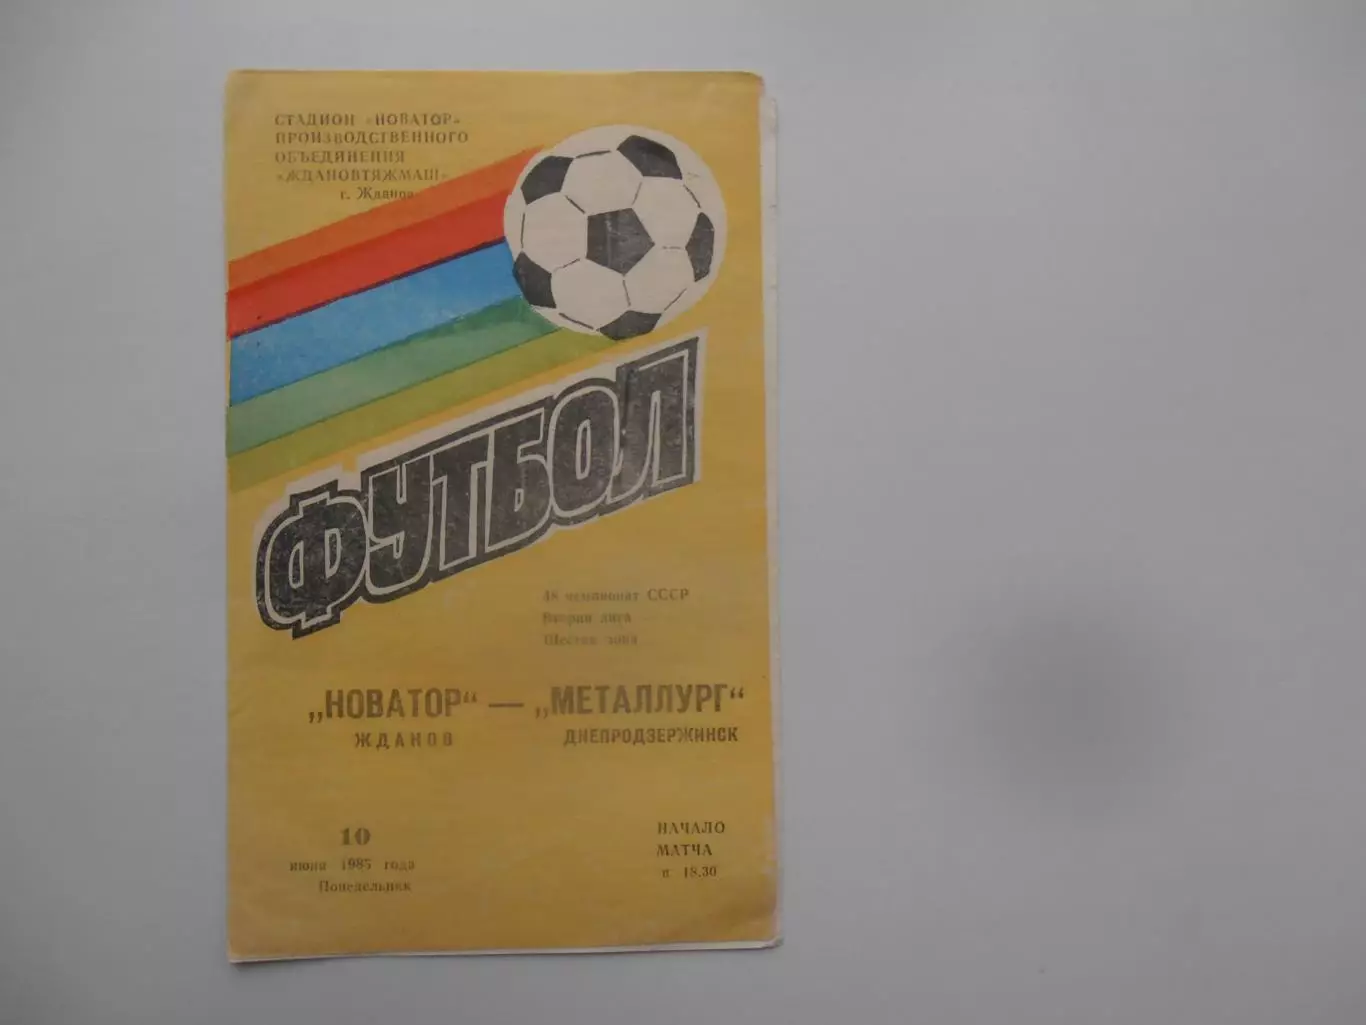 СТАДИОН «НОВАТОР»
ПРОИЗВОДСТВЕННОГО
ОБЪЕДИНЕНИЯ
«ЖДАНОВТЯЖМАШ»
г. Жданов
ФУТБОЛ
48 чемпионат СССР
Вторая лига
Шестая зона
„НОВАТОР“ — „МЕТАЛЛУРГ“
ЖДАНОВ ДНЕПРОДЗЕРЖИНСК
10
июня 1985 года
Понедельник
НАЧАЛО
МАТЧА
в 18.30